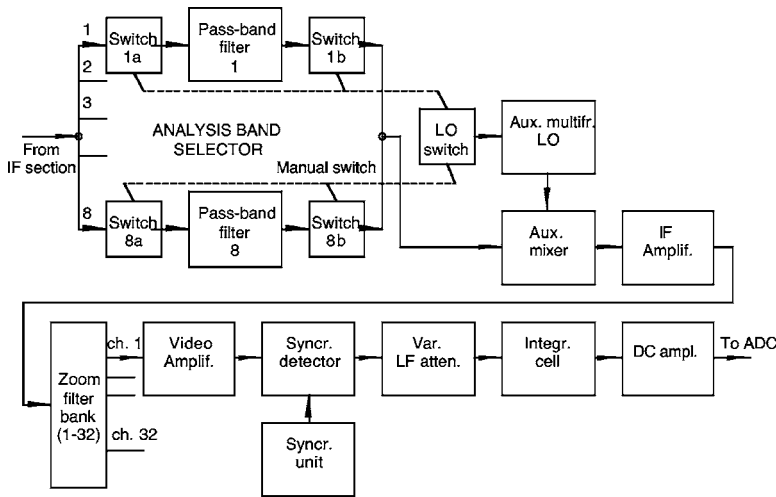 1
Switch
1a
Pass-band
filter
1
Switch
1b
2
3
From
IF section
ANALYSIS BAND
SELECTOR
Manual switch
LO
switch
Aux. multifr.
LO
8
Switch
8a
Pass-band
filter
8
Switch
8b
Aux.
mixer
IF
Amplif.
Zoom
filter
bank
(1-32)
ch. 1
ch. 32
Video
Amplif.
Syncr.
detector
Var.
LF atten.
Integr.
cell
DC ampl.
To ADC
Syncr.
unit